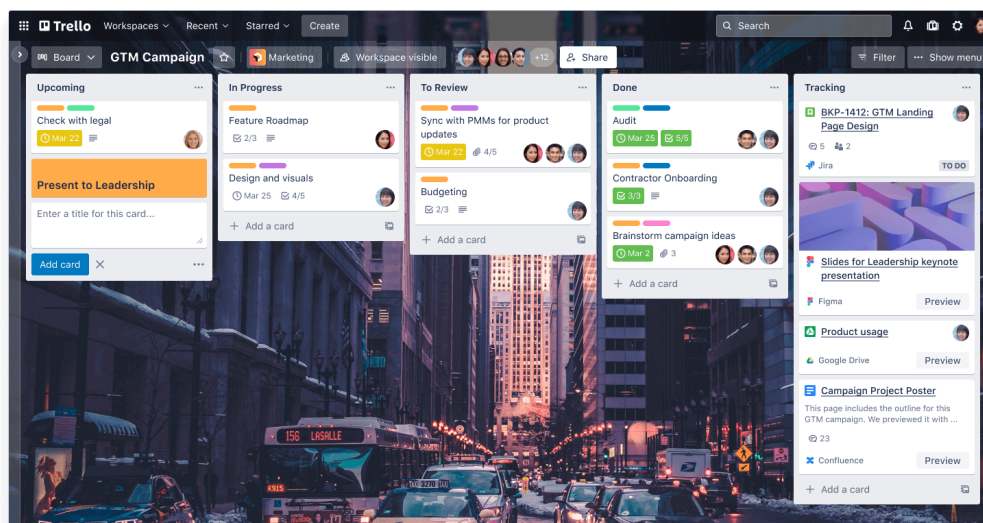 Trello
Workspaces
Recent
Starred
Create
Search
Board
GTM Campaign
Marketing
Workspace visible
+12
Share
Filter
Show menu
Upcoming
Check with legal
Mar 22
Present to Leadership
Enter a title for this card...
Add card
In Progress
Feature Roadmap
2/3
Design and visuals
Mar 25 4/5
+ Add a card
To Review
Sync with PMMs for product
updates
Mar 22 4/5
Budgeting
2/3
+ Add a card
Done
Audit
Mar 25 5/5
Contractor Onboarding
3/3
Brainstorm campaign ideas
Mar 2 3
+ Add a card
Tracking
BKP-1412: GTM Landing
Page Design
5 2
Jira TO DO
Slides for Leadership keynote
presentation
Figma Preview
Product usage
Google Drive Preview
Campaign Project Poster
This page includes the outline for this
GTM campaign. We previewed it with ...
23
Confluence Preview
+ Add a card
156 LASALLE
K915
3270